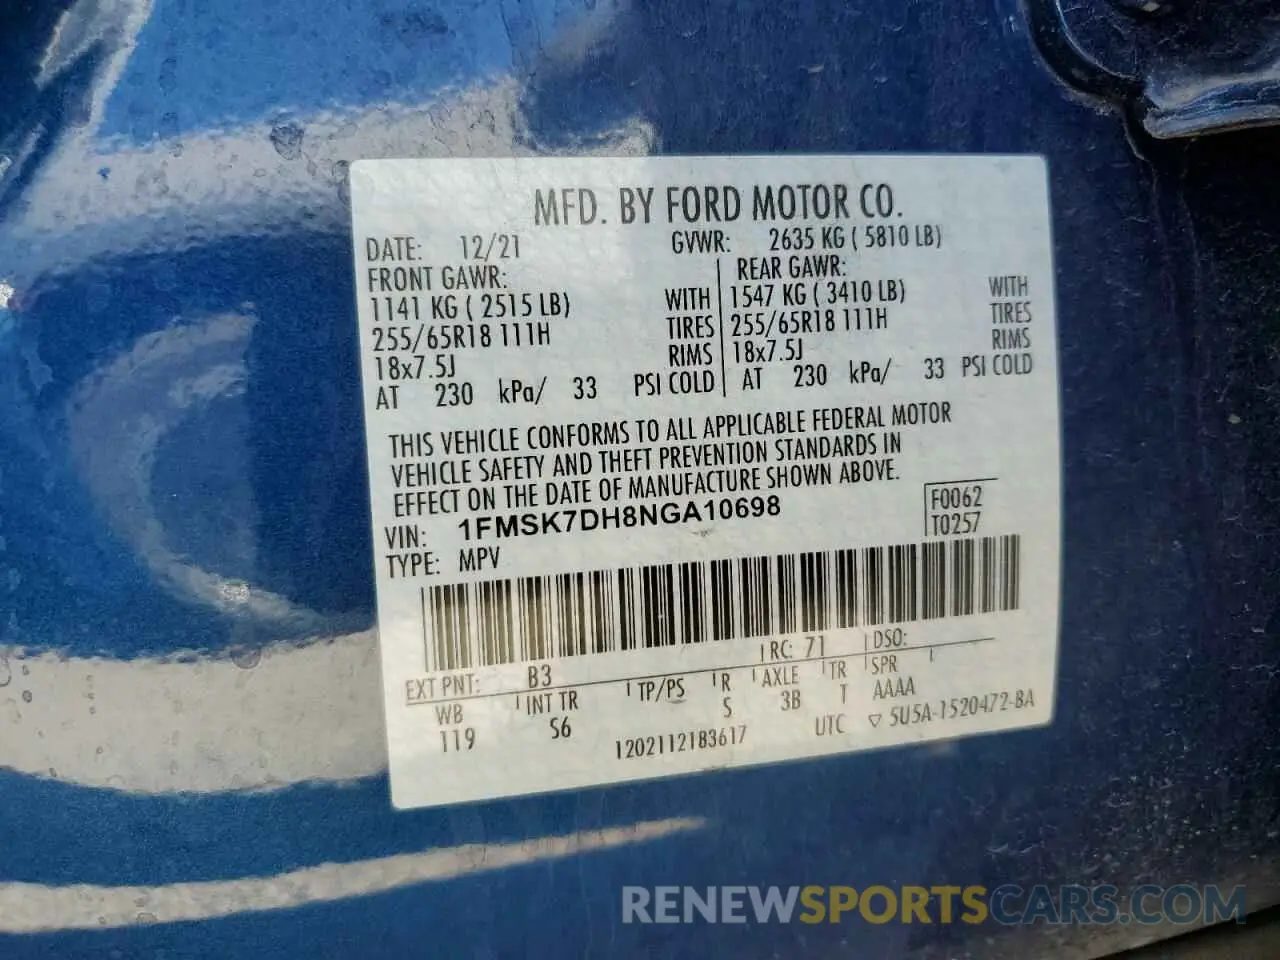 MFD. BY FORD MOTOR CO.
DATE: 12/21 GVWR: 2635 KG ( 5810 LB)
FRONT GAWR: REAR GAWR:
1141 KG ( 2515 LB) WITH 1547 KG ( 3410 LB) WITH
255/65R18 111H TIRES 255/65R18 111H TIRES
18x7.5J RIMS 18x7.5J RIMS
AT 230 kPa/ 33 PSI COLD AT 230 kPa/ 33 PSI COLD
THIS VEHICLE CONFORMS TO ALL APPLICABLE FEDERAL MOTOR
VEHICLE SAFETY AND THEFT PREVENTION STANDARDS IN
EFFECT ON THE DATE OF MANUFACTURE SHOWN ABOVE.
VIN: 1FMSK7DH8NGA10698 F0062
TYPE: MPV T0257
EXT PNT: B3 RC: 71 DSO:
WB INT TR TP/PS R AXLE TR SPR
119 S6 S 3B T AAAA
1202112183617 UTC ▽ 5U5A-1520472-BA
RENEWSPORTSCARS.COM